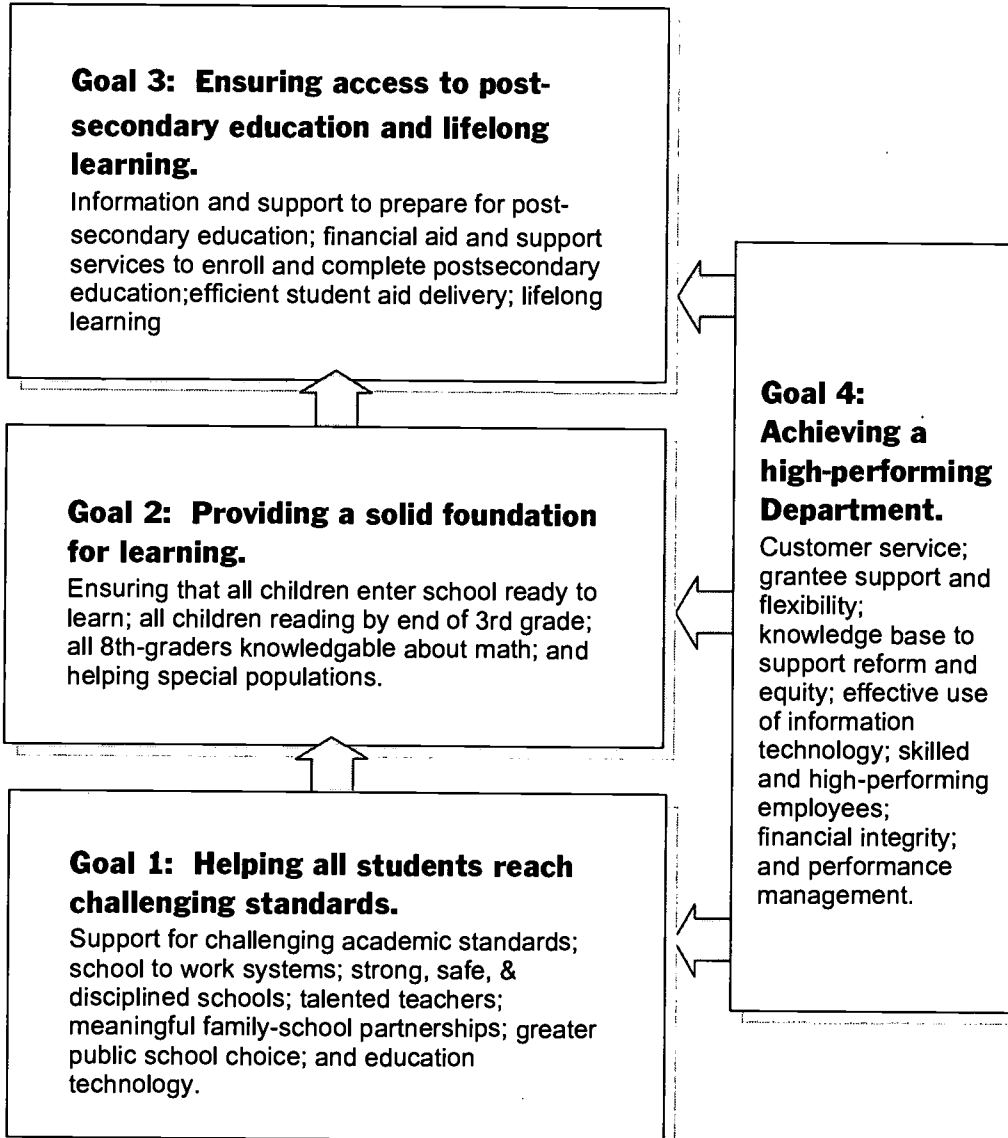 Goal 3: Ensuring access to post-
secondary education and lifelong
learning.
Information and support to prepare for post-
secondary education; financial aid and support
services to enroll and complete postsecondary
education;efficient student aid delivery; lifelong
learning
Goal 2: Providing a solid foundation
for learning.
Ensuring that all children enter school ready to
learn; all children reading by end of 3rd grade;
all 8th-graders knowledgable about math; and
helping special populations.
Goal 1: Helping all students reach
challenging standards.
Support for challenging academic standards;
school to work systems; strong, safe, &
disciplined schools; talented teachers;
meaningful family-school partnerships; greater
public school choice; and education
technology.
Goal 4:
Achieving a
high-performing
Department.
Customer service;
grantee support and
flexibility;
knowledge base to
support reform and
equity; effective use
of information
technology; skilled
and high-performing
employees;
financial integrity;
and performance
management.